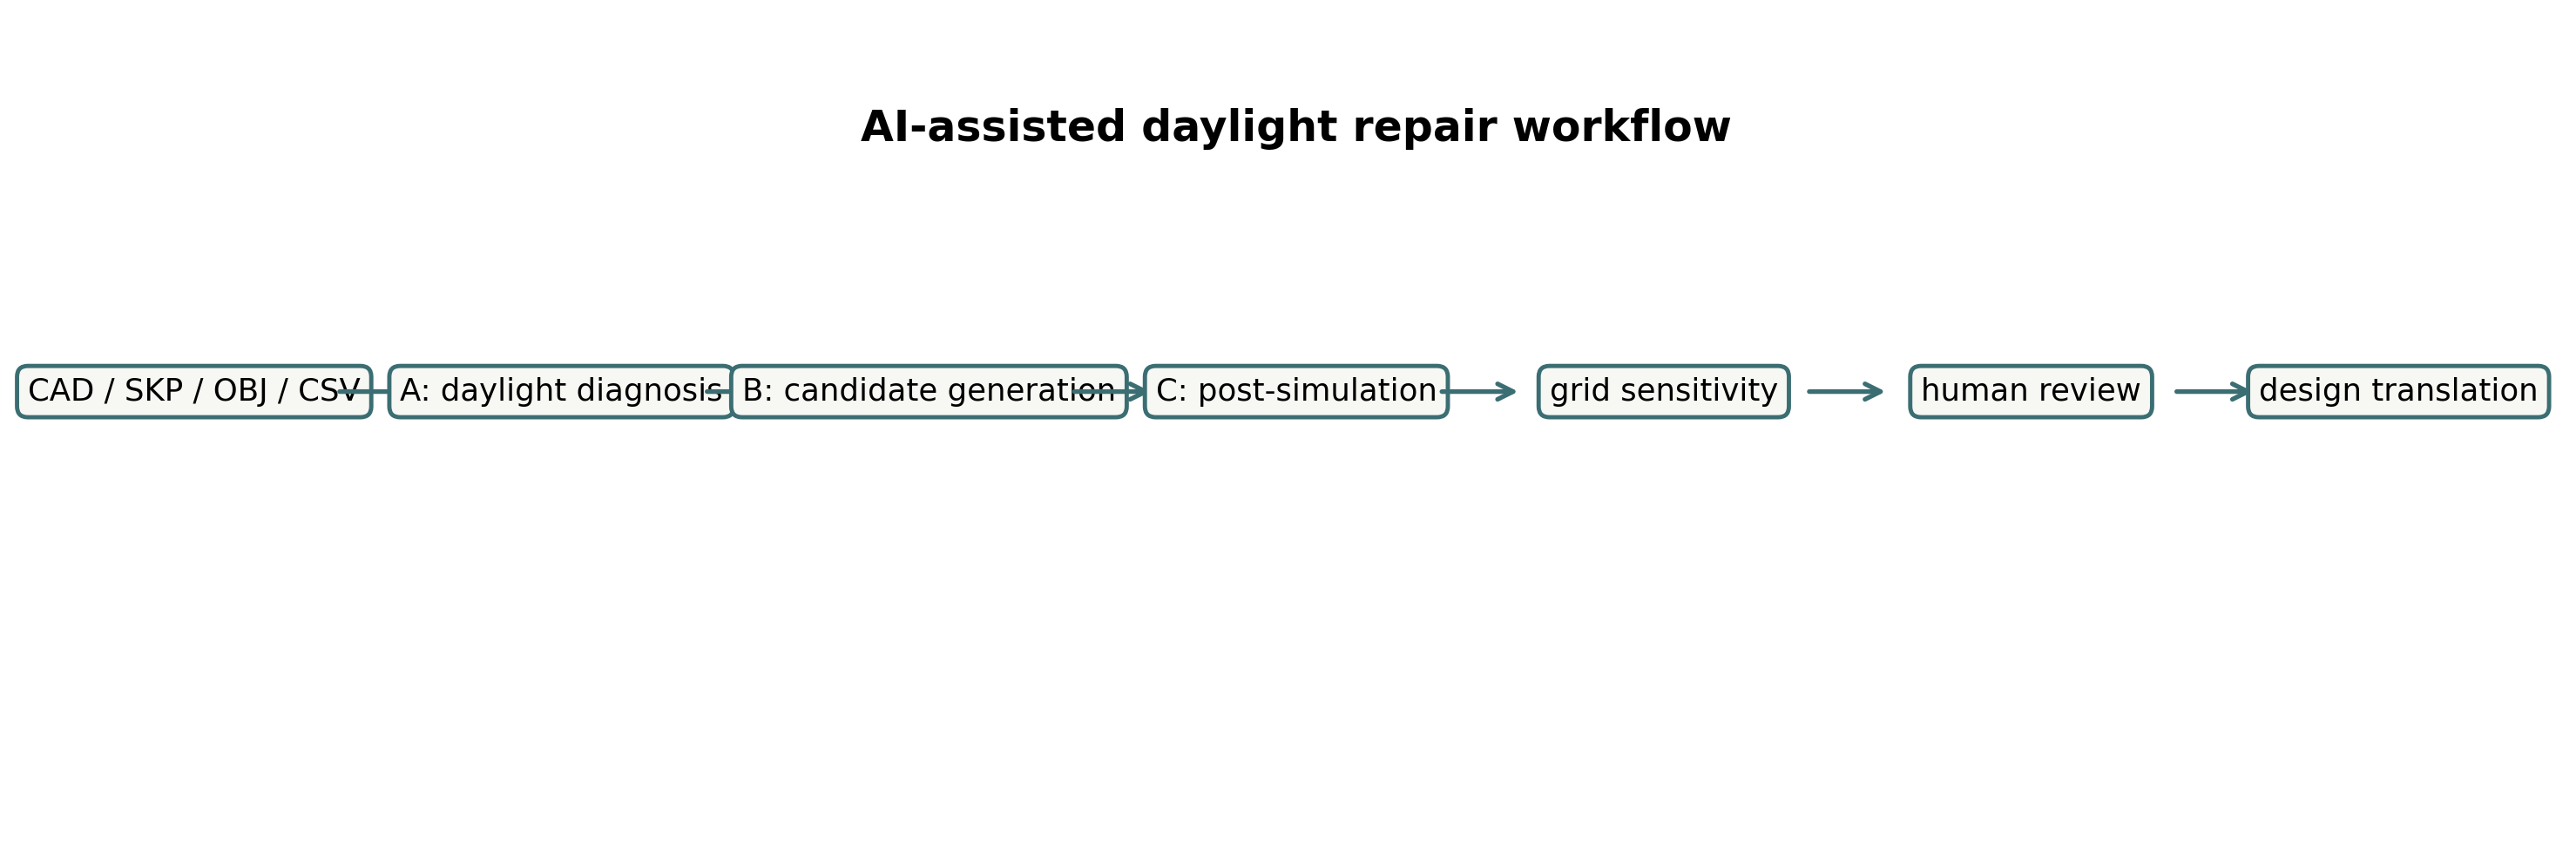 AI-assisted daylight repair workflow
CAD / SKP / OBJ / CSV
A: daylight diagnosis
B: candidate generation
C: post-simulation
grid sensitivity
human review
design translation